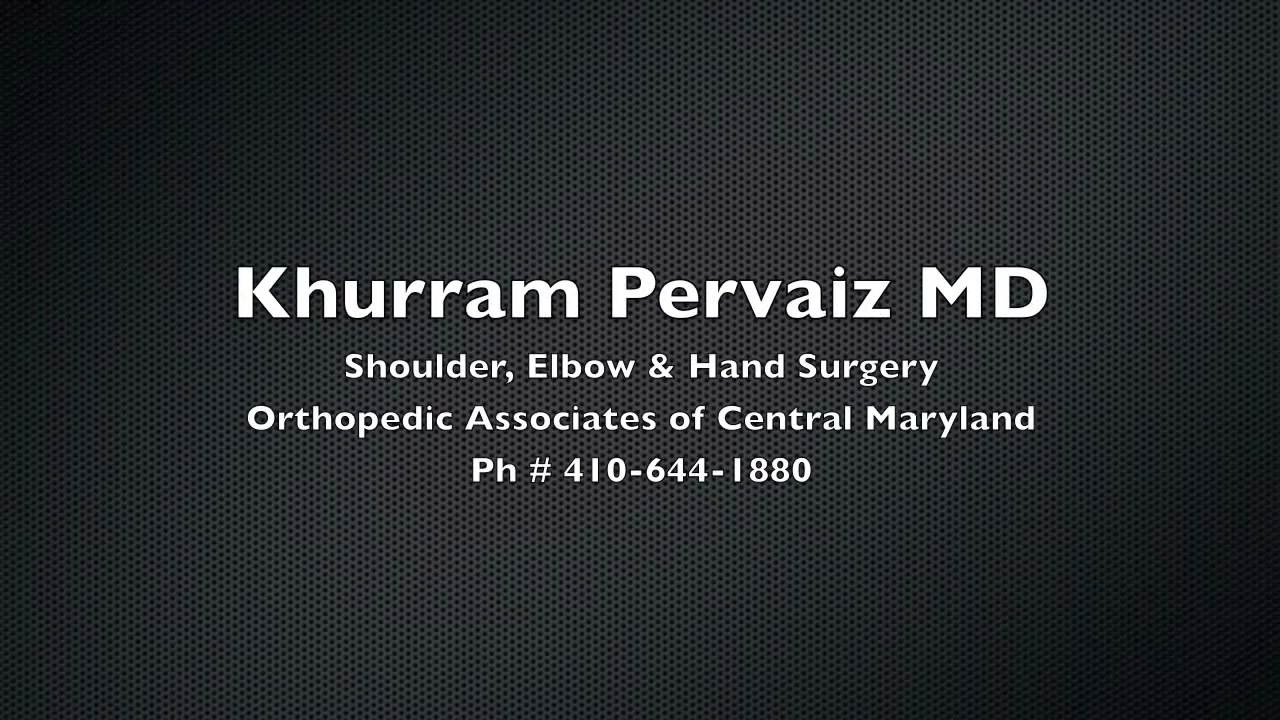 Khurram Pervaiz MD
Shoulder, Elbow & Hand Surgery
Orthopedic Associates of Central Maryland
Ph # 410-644-1880